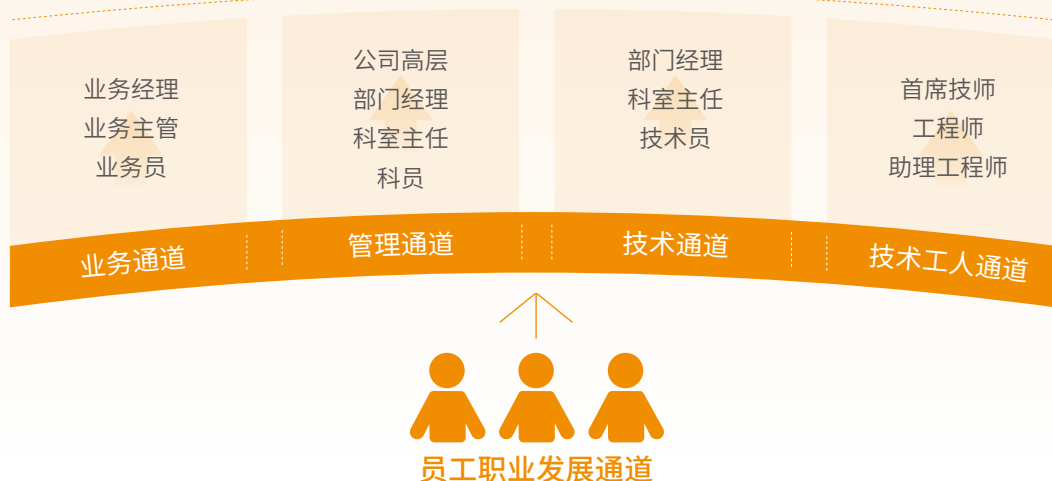 业务经理
业务主管
业务员
业务通道
公司高层
部门经理
科室主任
科员
管理通道
部门经理
科室主任
技术员
技术通道
首席技师
工程师
助理工程师
技术工人通道
员工职业发展通道